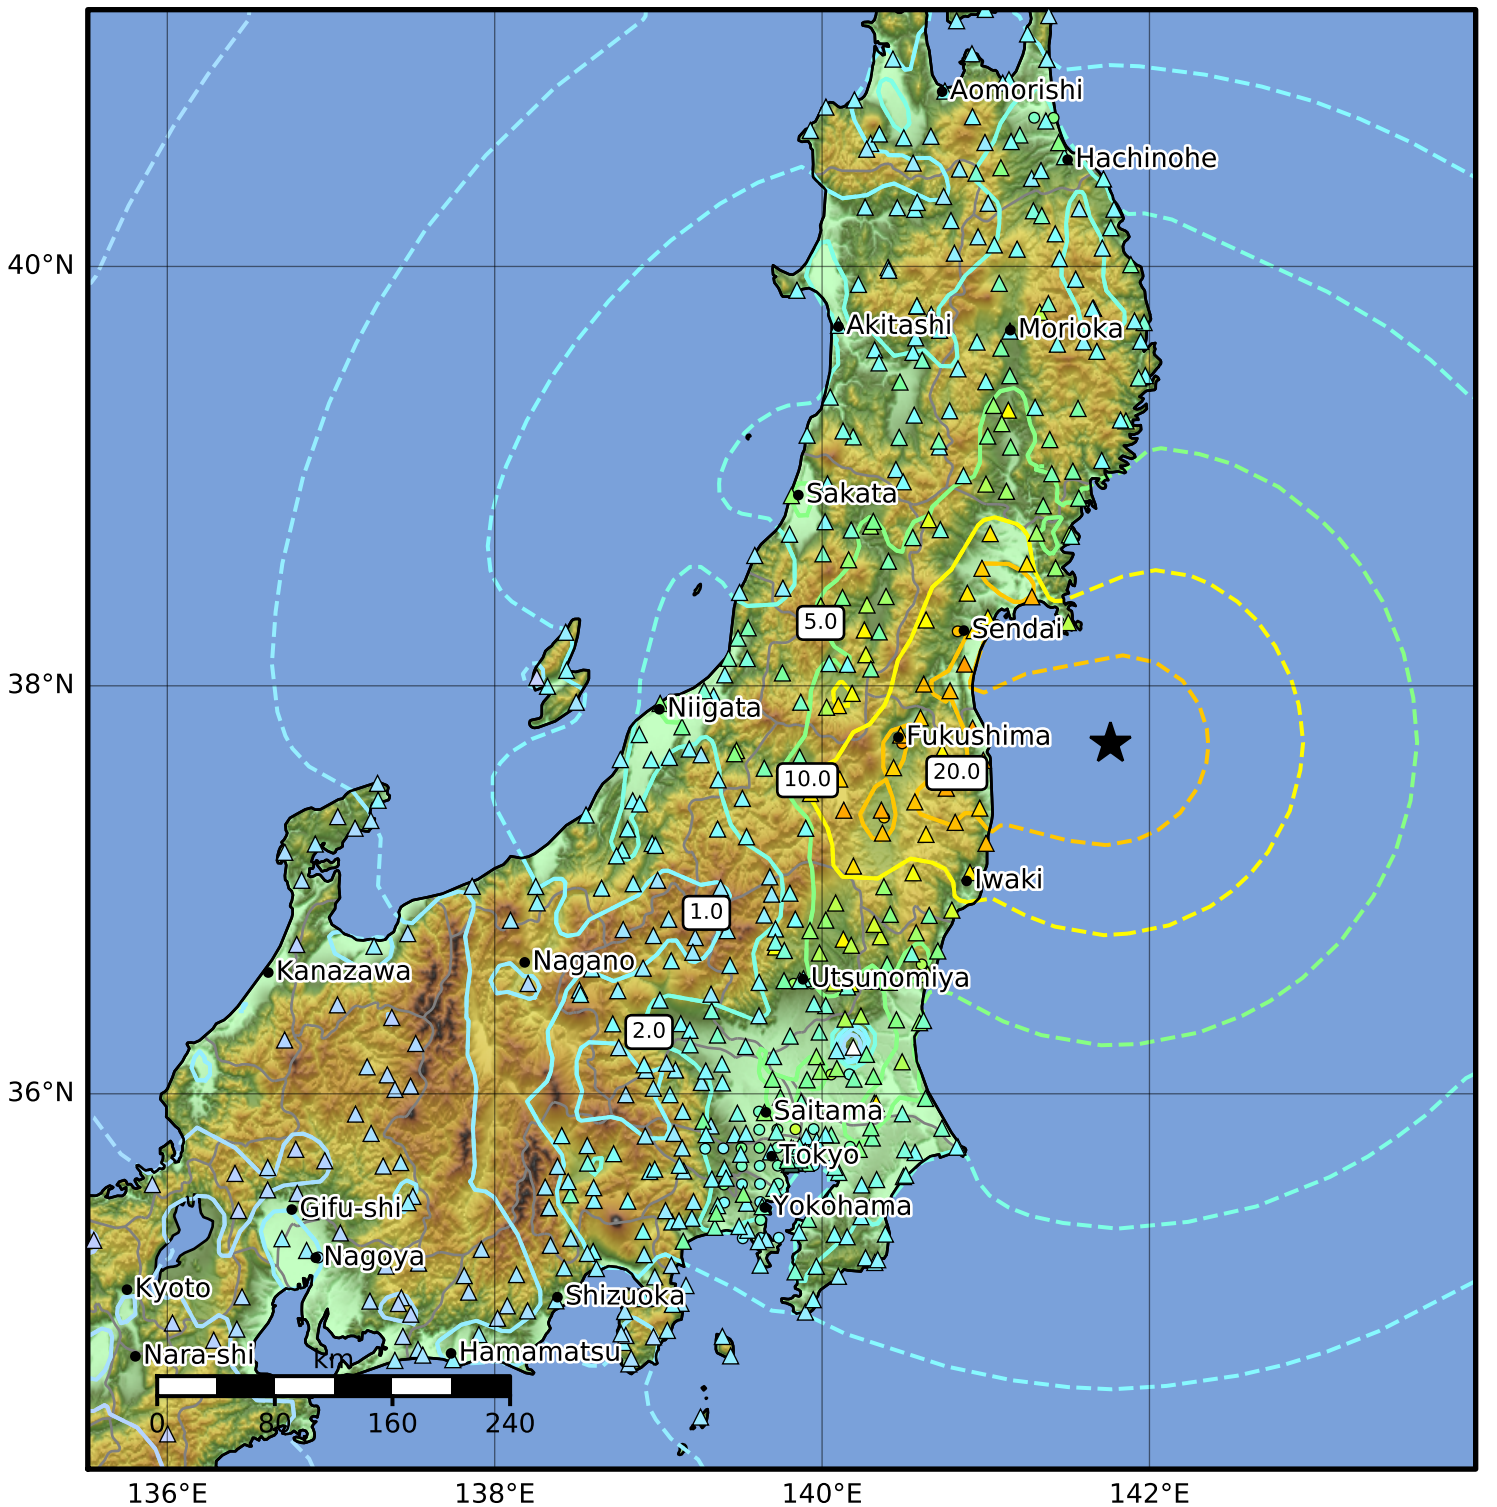 Aomorishi
Hachinohe
40°N
Akitashi
Morioka
Sakata
5.0
Sendai
38°N
Niigata
Fukushima
10.0
20.0
Iwaki
1.0
Nagano
Kanazawa
Utsunomiya
2.0
36°N
Saitama
Tokyo
Gifu-shi
Yokohama
Nagoya
Kyoto
Shizuoka
Nara-shi
Hamamatsu
km
0 80 160 240
136°E 138°E 140°E 142°E